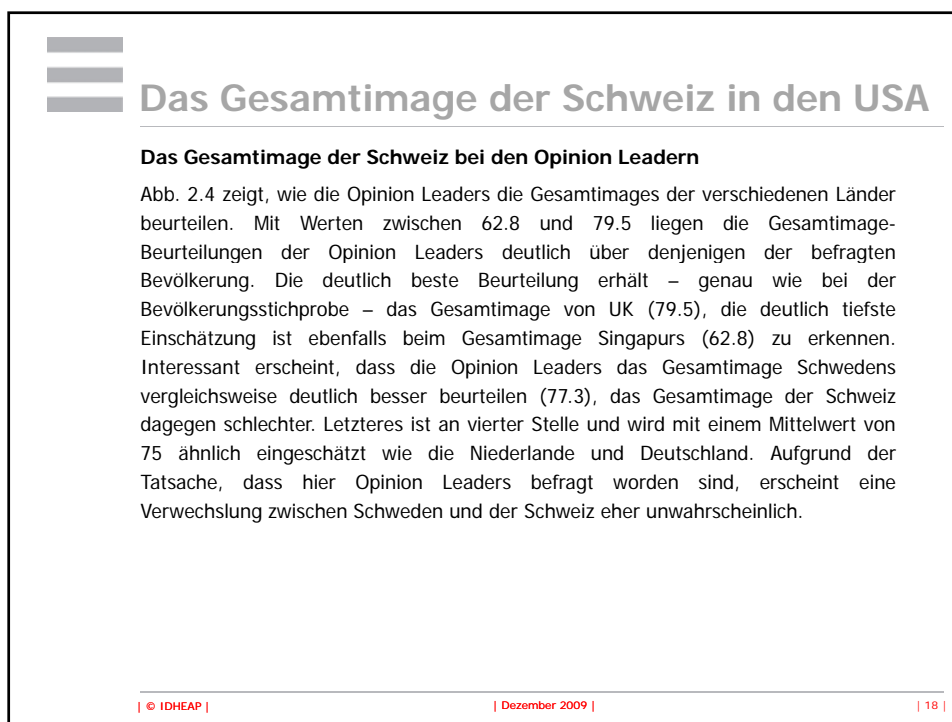 Das Gesamtimage der Schweiz in den USA
Das Gesamtimage der Schweiz bei den Opinion Leadern
Abb. 2.4 zeigt, wie die Opinion Leaders die Gesamtimages der verschiedenen Länder
beurteilen. Mit Werten zwischen 62.8 und 79.5 liegen die Gesamtimage-
Beurteilungen der Opinion Leaders deutlich über denjenigen der befragten
Bevölkerung. Die deutlich beste Beurteilung erhält – genau wie bei der
Bevölkerungsstichprobe – das Gesamtimage von UK (79.5), die deutlich tiefste
Einschätzung ist ebenfalls beim Gesamtimage Singapurs (62.8) zu erkennen.
Interessant erscheint, dass die Opinion Leaders das Gesamtimage Schwedens
vergleichsweise deutlich besser beurteilen (77.3), das Gesamtimage der Schweiz
dagegen schlechter. Letzteres ist an vierter Stelle und wird mit einem Mittelwert von
75 ähnlich eingeschätzt wie die Niederlande und Deutschland. Aufgrund der
Tatsache, dass hier Opinion Leaders befragt worden sind, erscheint eine
Verwechslung zwischen Schweden und der Schweiz eher unwahrscheinlich.
| © IDHEAP | | Dezember 2009 | | 18 |